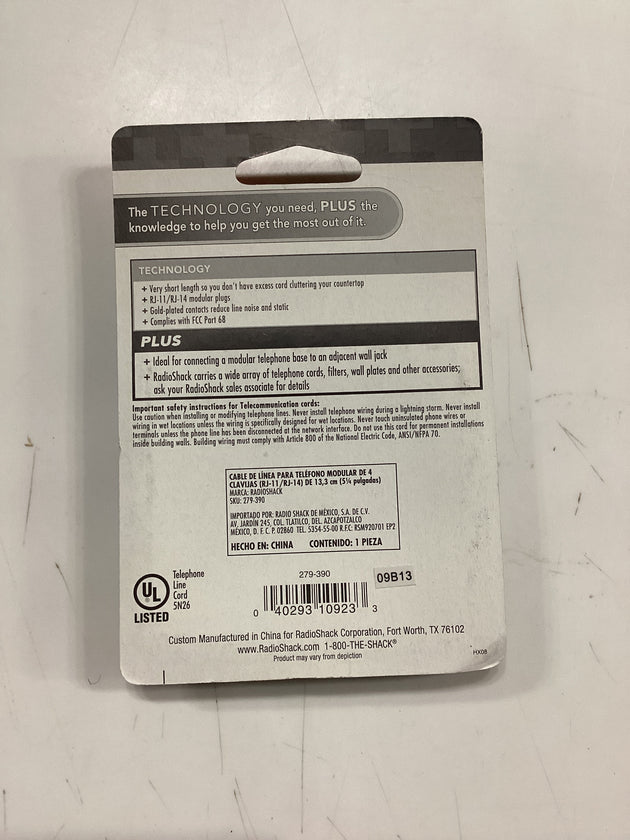 The TECHNOLOGY you need, PLUS the
knowledge to help you get the most out of it.
TECHNOLOGY
+ Very short length so you don't have excess cord cluttering your countertop
+ RJ-11/RJ-14 modular plugs
+ Gold-plated contacts reduce line noise and static
+ Complies with FCC Part 68
PLUS
+ Ideal for connecting a modular telephone base to an adjacent wall jack
+ RadioShack carries a wide array of telephone cords, filters, wall plates and other accessories;
ask your RadioShack sales associate for details
Important safety instructions for Telecommunication cords:
Use caution when installing or modifying telephone lines. Never install telephone wiring during a lightning storm. Never install
wiring in wet locations unless the wiring is specifically designed for wet locations. Never touch uninsulated phone wires or
terminals unless the phone line has been disconnected at the network interface. Do not use this cord for permanent installations
inside building walls. Building wiring must comply with Article 800 of the National Electric Code, ANSI/NFPA 70.
CABLE DE LÍNEA PARA TELÉFONO MODULAR DE 4
CLAVIJAS (RJ-11/RJ-14) DE 13,3 cm (5¼ pulgadas)
MARCA: RADIOSHACK
SKU: 279-390
IMPORTADO POR: RADIO SHACK DE MÉXICO, S.A. DE C.V.
AV. JARDÍN 245, COL. TLATILCO, DEL. AZCAPOTZALCO
MÉXICO, D. F. C. P. 02860 TEL. 5354-55-00 R.F.C: RSM920701 EP2
HECHO EN: CHINA CONTENIDO: 1 PIEZA
UL
LISTED
Telephone
Line
Cord
5N26
279-390
0 40293 10923 3
09B13
Custom Manufactured in China for RadioShack Corporation, Fort Worth, TX 76102
www.RadioShack.com 1-800-THE-SHACK®
Product may vary from depiction
HX08